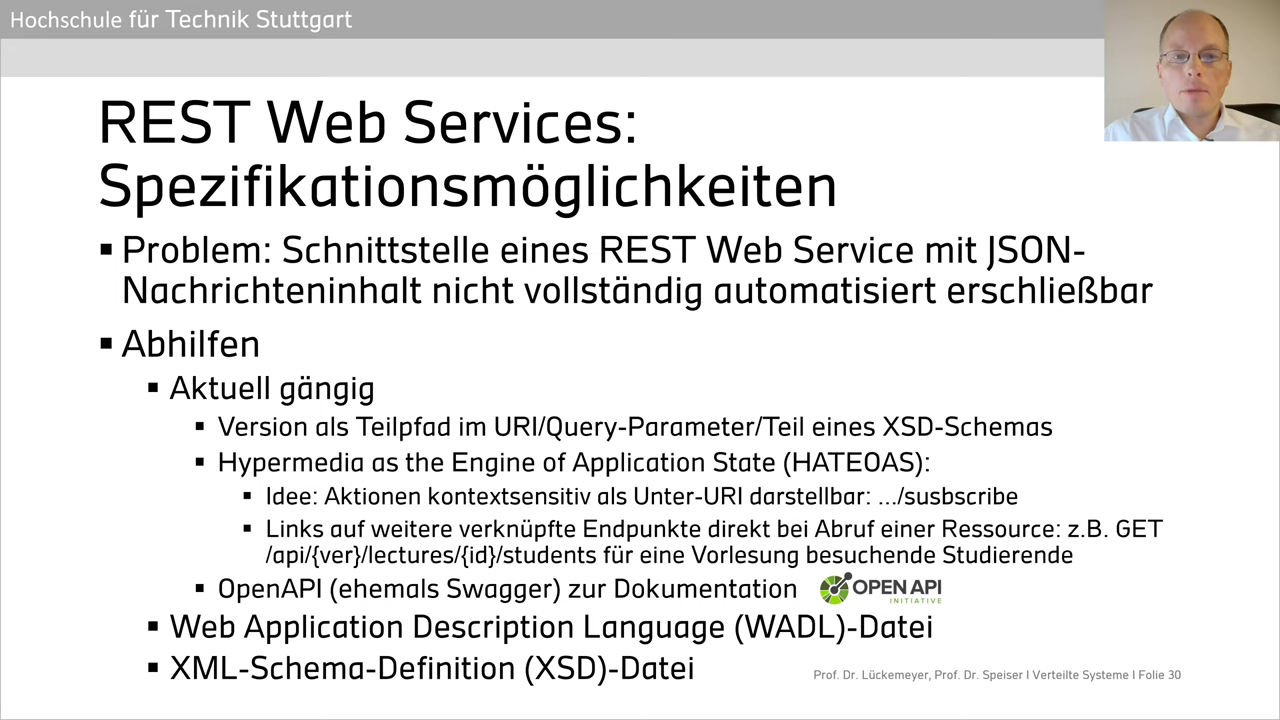 Hochschule für Technik Stuttgart
REST Web Services:
Spezifikationsmöglichkeiten
▪ Problem: Schnittstelle eines REST Web Service mit JSON-
Nachrichteninhalt nicht vollständig automatisiert erschließbar
▪ Abhilfen
▪ Aktuell gängig
▪ Version als Teilpfad im URI/Query-Parameter/Teil eines XSD-Schemas
▪ Hypermedia as the Engine of Application State (HATEOAS):
▪ Idee: Aktionen kontextsensitiv als Unter-URI darstellbar: .../susbscribe
▪ Links auf weitere verknüpfte Endpunkte direkt bei Abruf einer Ressource: z.B. GET
/api/{ver}/lectures/{id}/students für eine Vorlesung besuchende Studierende
▪ OpenAPI (ehemals Swagger) zur Dokumentation
OPEN API
INITIATIVE
▪ Web Application Description Language (WADL)-Datei
▪ XML-Schema-Definition (XSD)-Datei
Prof. Dr. Lückemeyer, Prof. Dr. Speiser I Verteilte Systeme I Folie 30